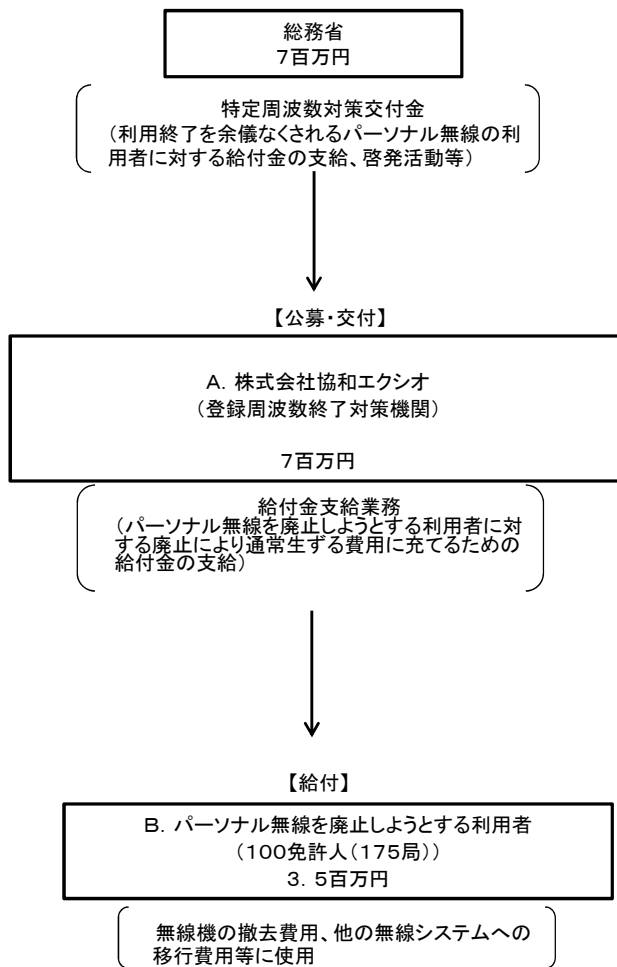 総務省
7百万円
特定周波数対策交付金
（利用終了を余儀なくされるパーソナル無線の利
用者に対する給付金の支給、啓発活動等）
【公募・交付】
A．株式会社協和エクシオ
（登録周波数終了対策機関）
7百万円
給付金支給業務
（パーソナル無線を廃止しようとする利用者に対
する廃止により通常生ずる費用に充てるための
給付金の支給）
【給付】
B．パーソナル無線を廃止しようとする利用者
（100免許人（175局））
3．5百万円
無線機の撤去費用、他の無線システムへの
移行費用等に使用